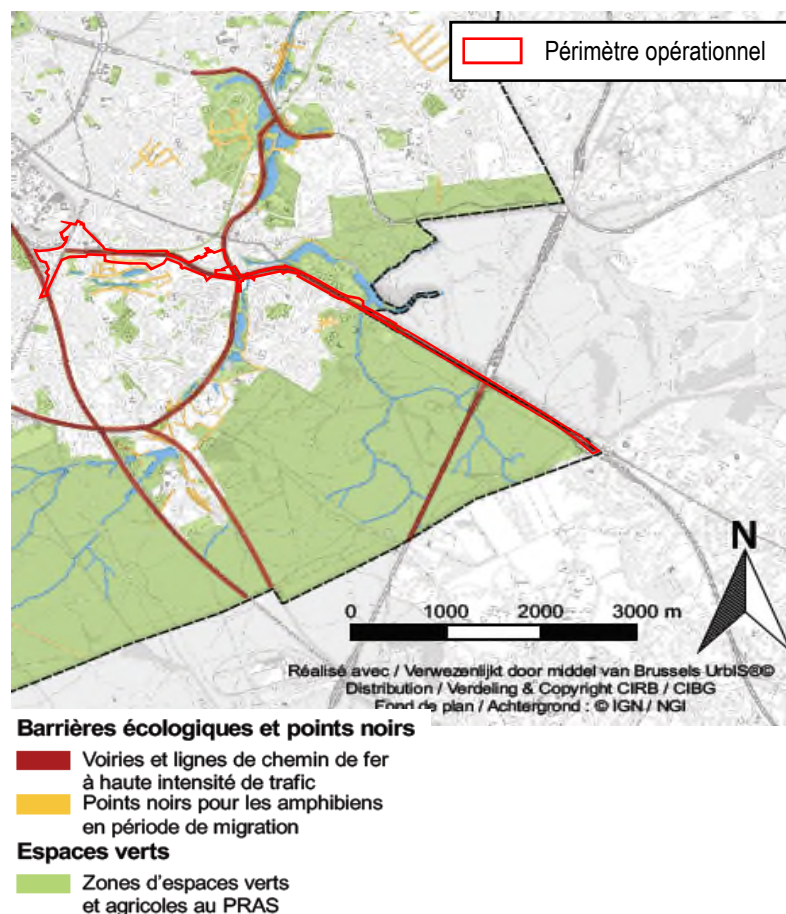 Périmètre opérationnel
N
0 1000 2000 3000 m
Réalisé avec / Verwezenlijkt door middel van Brussels UrbIS®©
Distribution / Verdeling & Copyright CIRB / CIBG
Fond de plan / Achtergrond : © IGN / NGI
Barrières écologiques et points noirs
Voiries et lignes de chemin de fer
à haute intensité de trafic
Points noirs pour les amphibiens
en période de migration
Espaces verts
Zones d'espaces verts
et agricoles au PRAS